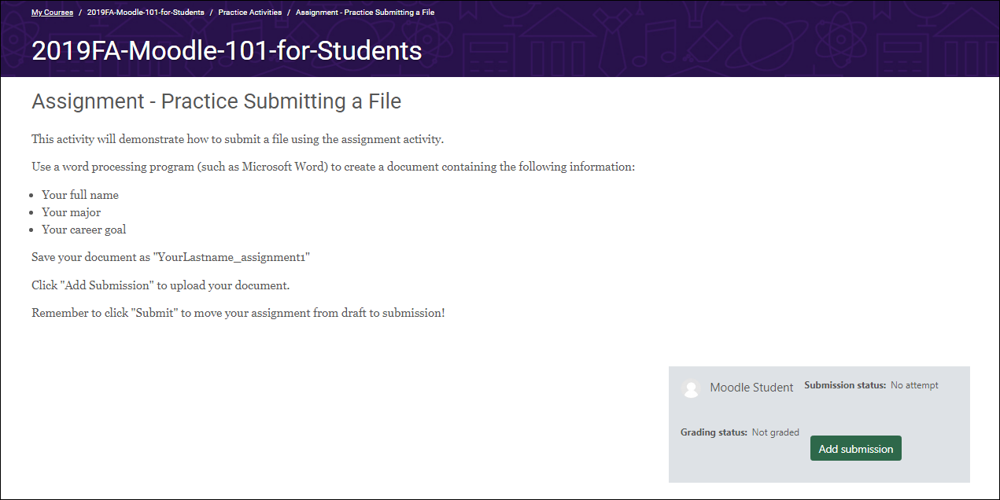 My Courses / 2019FA-Moodle-101-for-Students / Practice Activities / Assignment - Practice Submitting a File
2019FA-Moodle-101-for-Students
Assignment - Practice Submitting a File
This activity will demonstrate how to submit a file using the assignment activity.
Use a word processing program (such as Microsoft Word) to create a document containing the following information:
• Your full name
• Your major
• Your career goal
Save your document as "YourLastname_assignment1"
Click "Add Submission" to upload your document.
Remember to click "Submit" to move your assignment from draft to submission!
Moodle Student Submission status: No attempt
Grading status: Not graded
Add submission